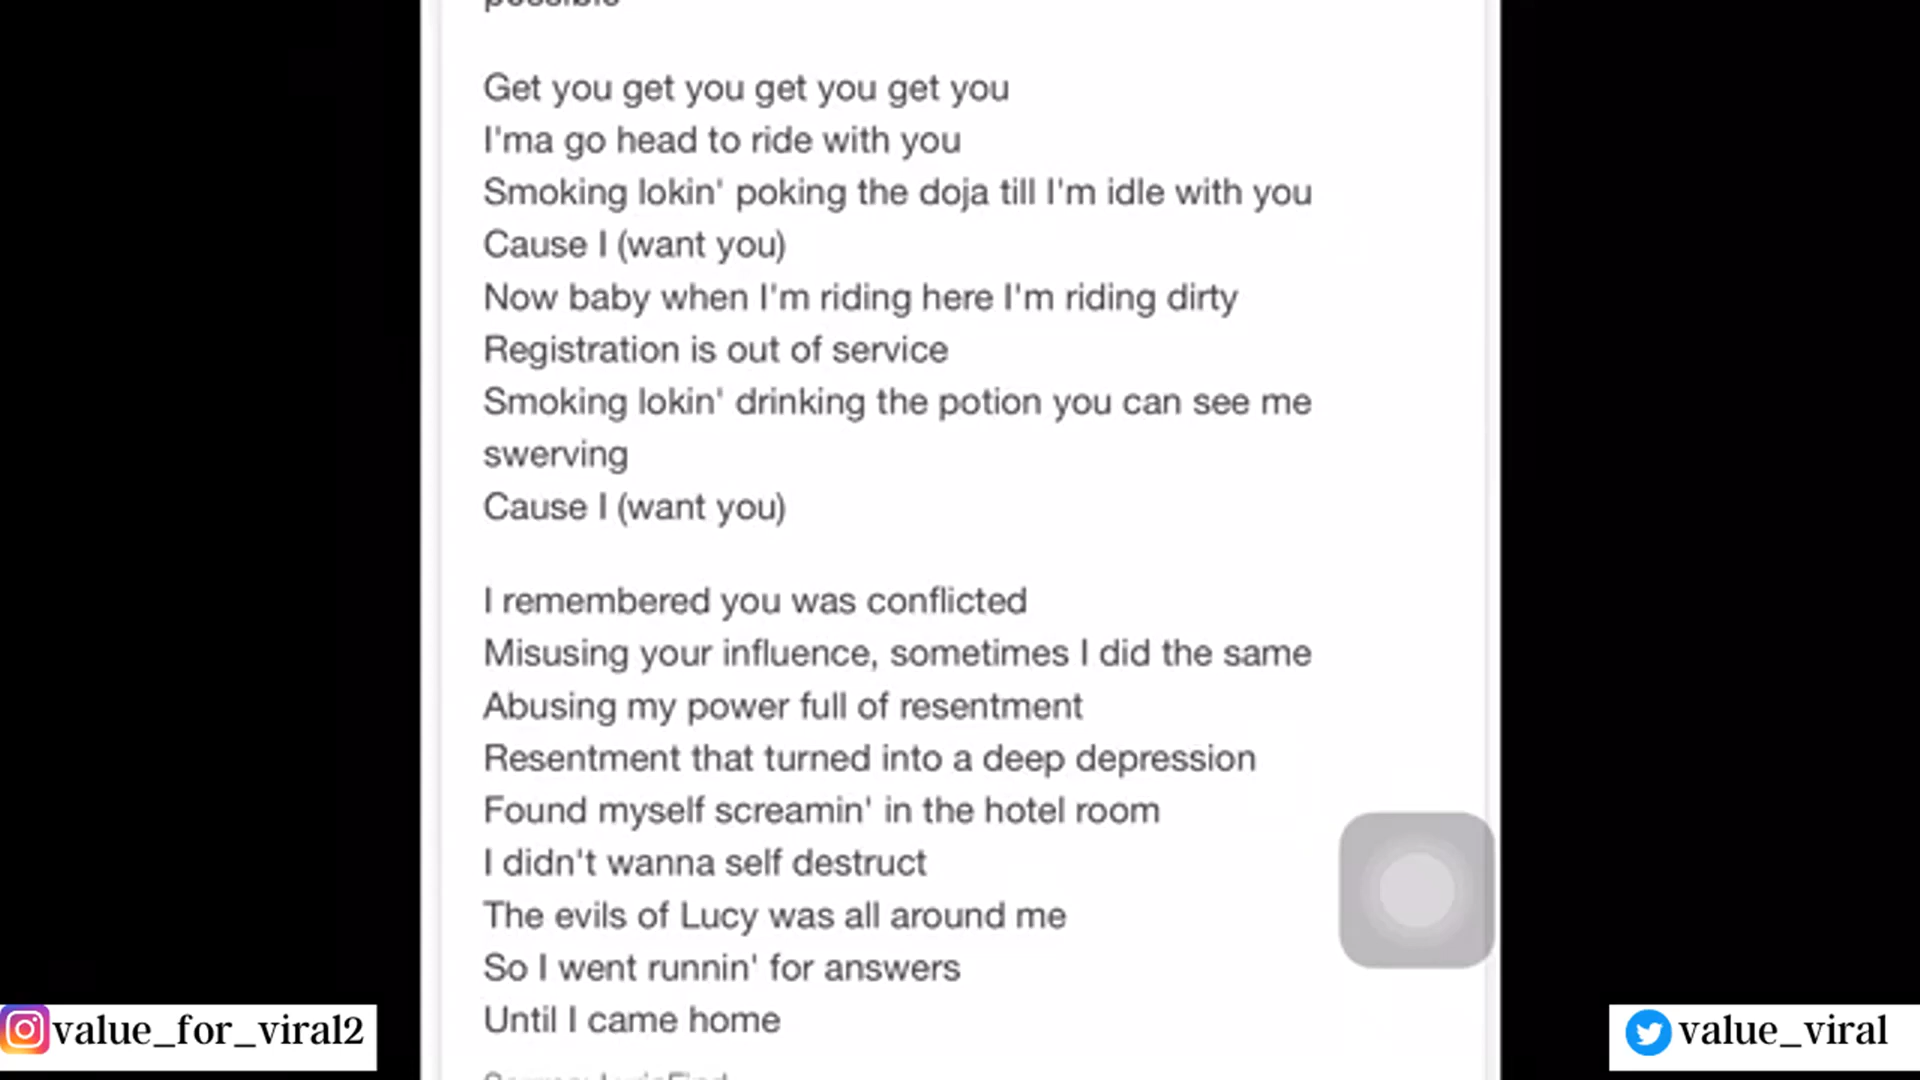 possible
Get you get you get you get you
I'ma go head to ride with you
Smoking lokin' poking the doja till I'm idle with you
Cause I (want you)
Now baby when I'm riding here I'm riding dirty
Registration is out of service
Smoking lokin' drinking the potion you can see me
swerving
Cause I (want you)
I remembered you was conflicted
Misusing your influence, sometimes I did the same
Abusing my power full of resentment
Resentment that turned into a deep depression
Found myself screamin' in the hotel room
I didn't wanna self destruct
The evils of Lucy was all around me
So I went runnin' for answers
Until I came home
Source: LyricFind
value_for_viral2
value_viral